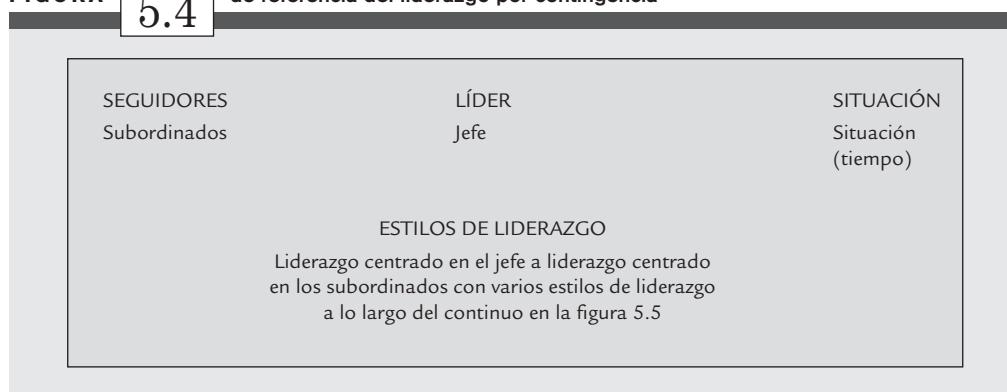 FIGURA 5.4 de referencia del liderazgo por contingencia
SEGUIDORES LÍDER SITUACIÓN
Subordinados Jefe Situación
(tiempo)
ESTILOS DE LIDERAZGO
Liderazgo centrado en el jefe a liderazgo centrado
en los subordinados con varios estilos de liderazgo
a lo largo del continuo en la figura 5.5